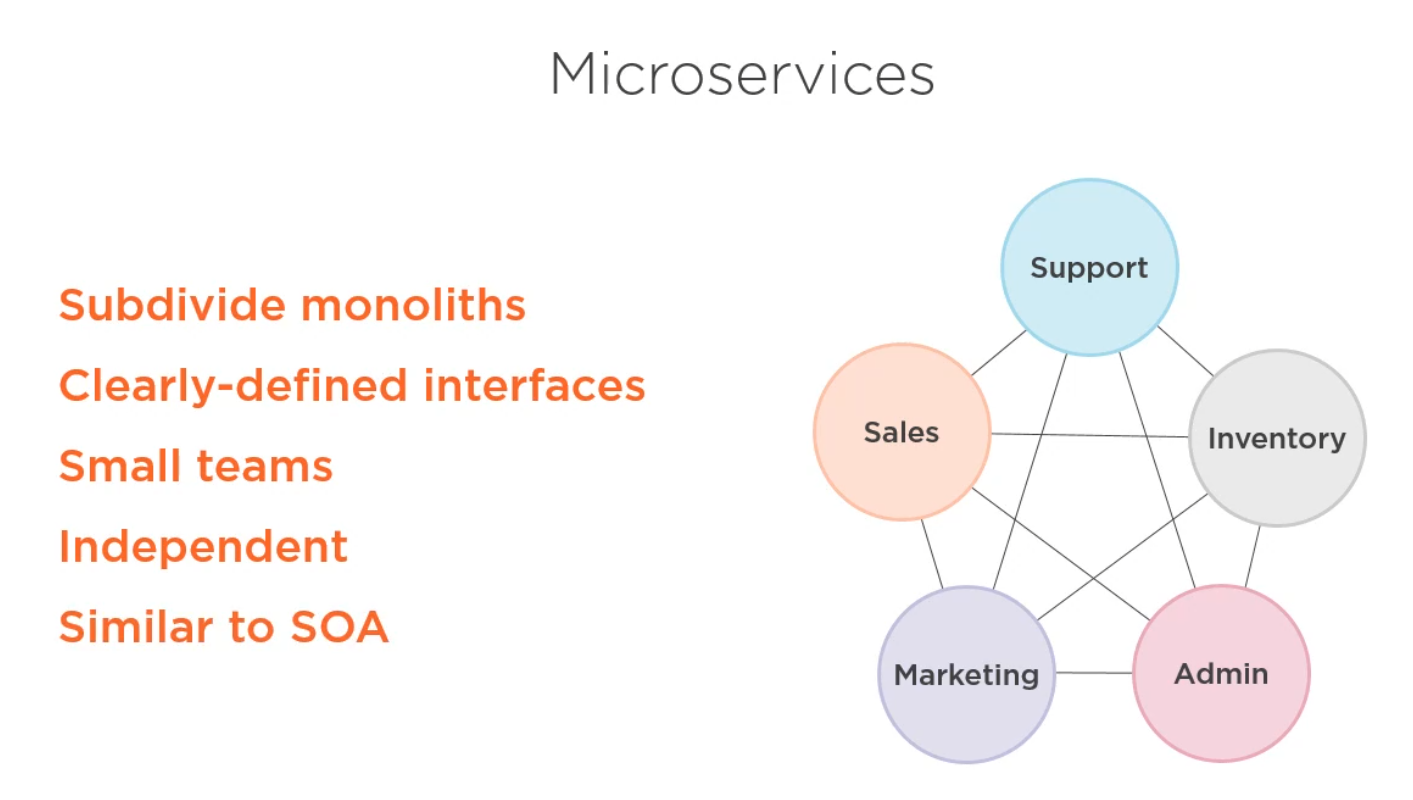 Microservices
Subdivide monoliths
Clearly-defined interfaces
Small teams
Independent
Similar to SOA
Support
Sales
Inventory
Marketing
Admin